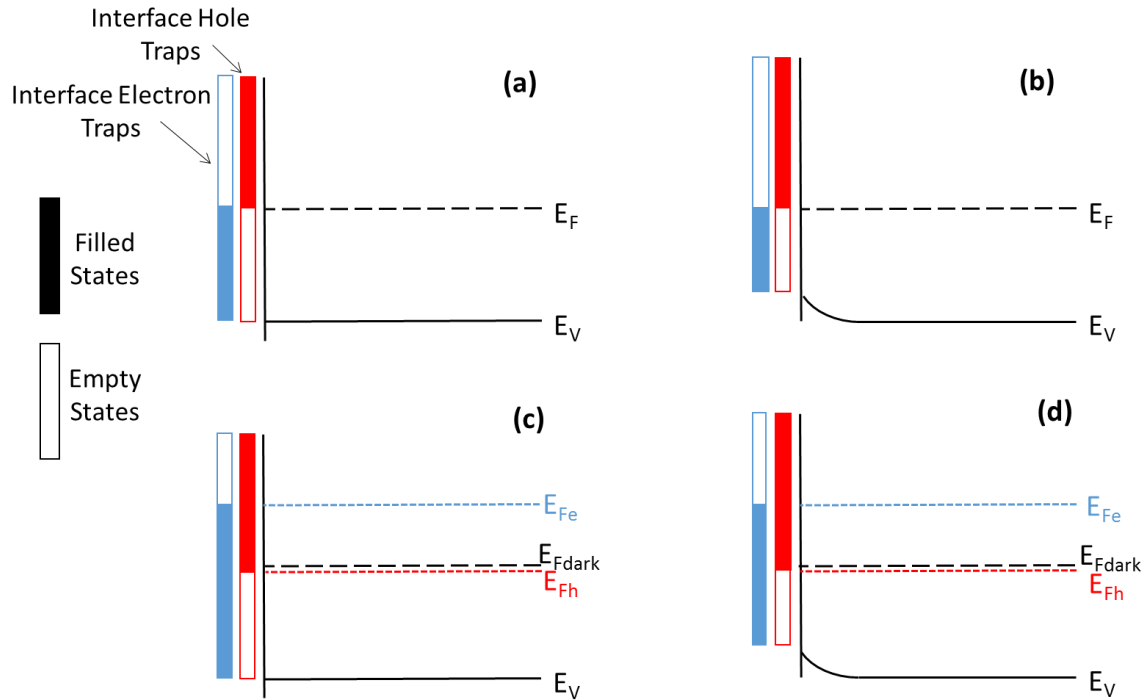 Interface Hole
Traps
Interface Electron
Traps
(a)
(b)
Filled
States
E_F
E_F
E_V
E_V
Empty
States
(c)
(d)
E_Fe
E_Fe
E_Fdark
E_Fdark
E_Fh
E_Fh
E_V
E_V